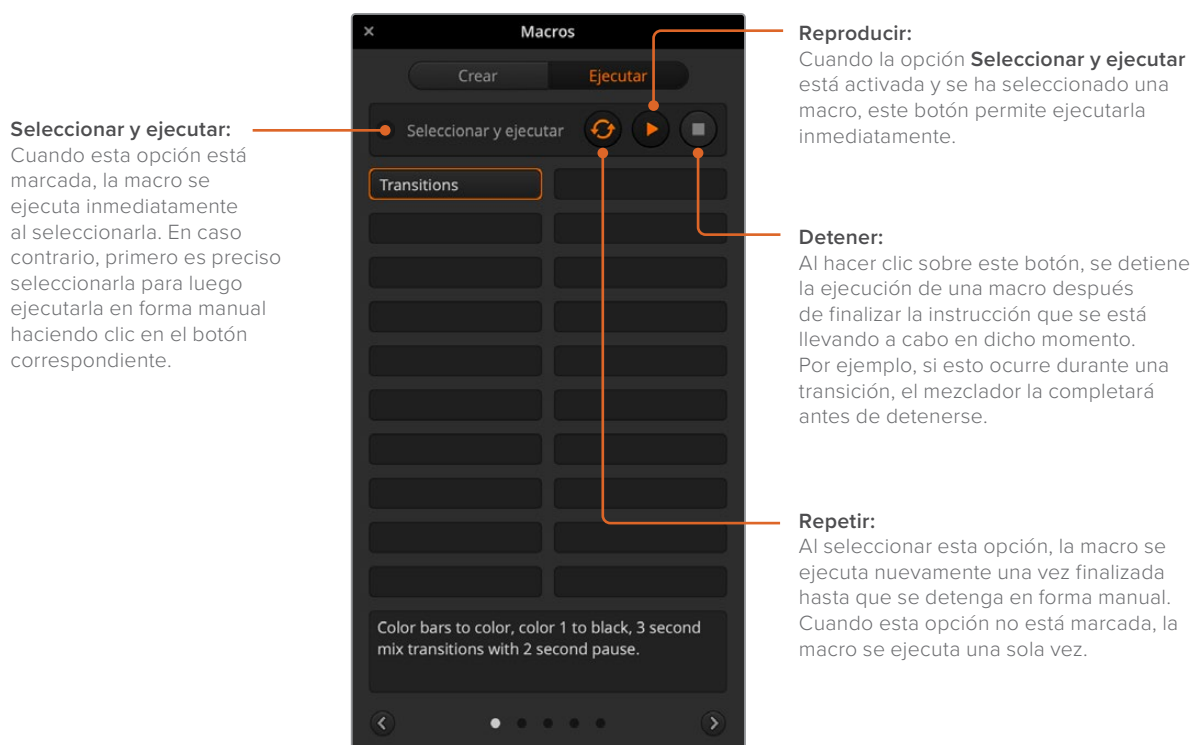 × Macros
Crear Ejecutar
Seleccionar y ejecutar
Transitions
Color bars to color, color 1 to black, 3 second
mix transitions with 2 second pause.
Seleccionar y ejecutar:
Cuando esta opción está
marcada, la macro se
ejecuta inmediatamente
al seleccionarla. En caso
contrario, primero es preciso
seleccionarla para luego
ejecutarla en forma manual
haciendo clic en el botón
correspondiente.
Reproducir:
Cuando la opción Seleccionar y ejecutar
está activada y se ha seleccionado una
macro, este botón permite ejecutarla
inmediatamente.
Detener:
Al hacer clic sobre este botón, se detiene
la ejecución de una macro después
de finalizar la instrucción que se está
llevando a cabo en dicho momento.
Por ejemplo, si esto ocurre durante una
transición, el mezclador la completará
antes de detenerse.
Repetir:
Al seleccionar esta opción, la macro se
ejecuta nuevamente una vez finalizada
hasta que se detenga en forma manual.
Cuando esta opción no está marcada, la
macro se ejecuta una sola vez.